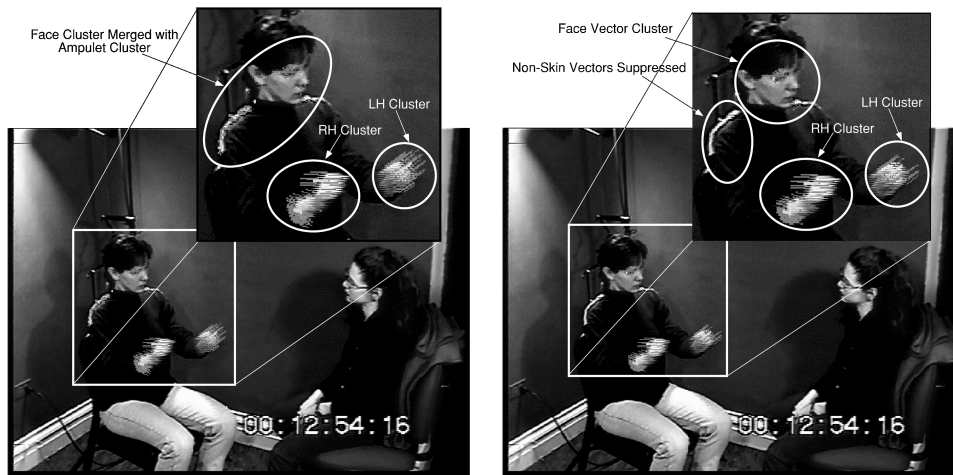 Face Cluster Merged with
Ampulet Cluster
LH Cluster
RH Cluster
00:12:54:16
Face Vector Cluster
Non-Skin Vectors Suppressed
LH Cluster
RH Cluster
00:12:54:16